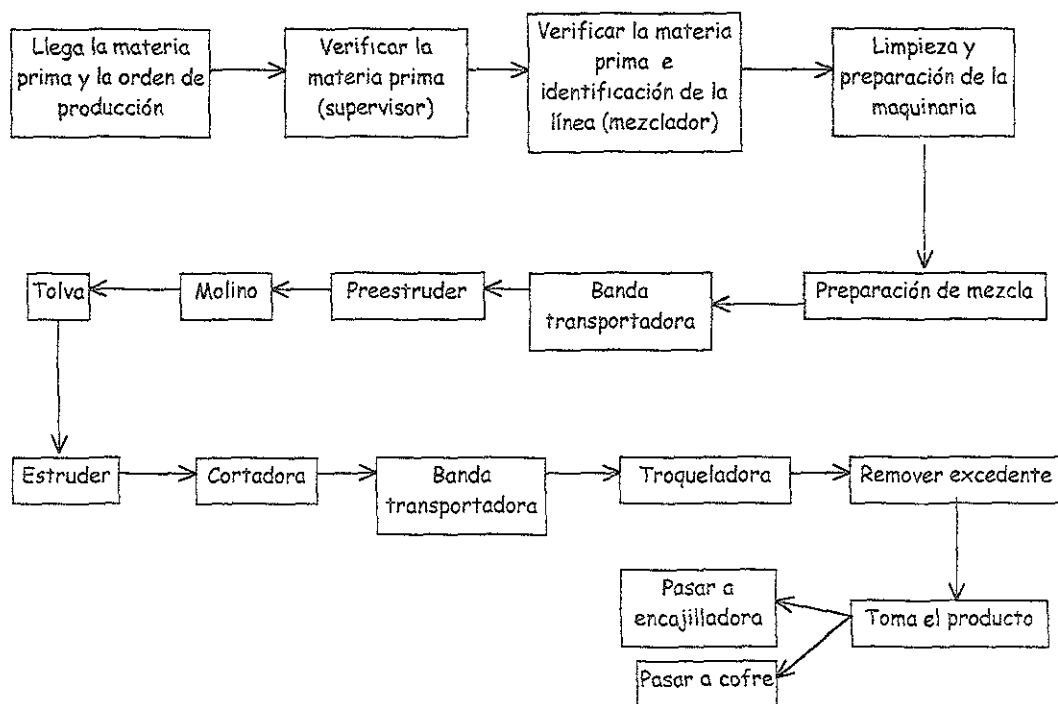 Llega la materia
prima y la orden de
producción
Verificar la
materia prima
(supervisor)
Verificar la materia
prima e
identificación de la
línea (mezclador)
Limpieza y
preparación de la
maquinaria
Preparación de mezcla
Banda
transportadora
Preestruder
Molino
Tolva
Estruder
Cortadora
Banda
transportadora
Troqueladora
Remover excedente
Toma el producto
Pasar a
encajilladora
Pasar a cofre